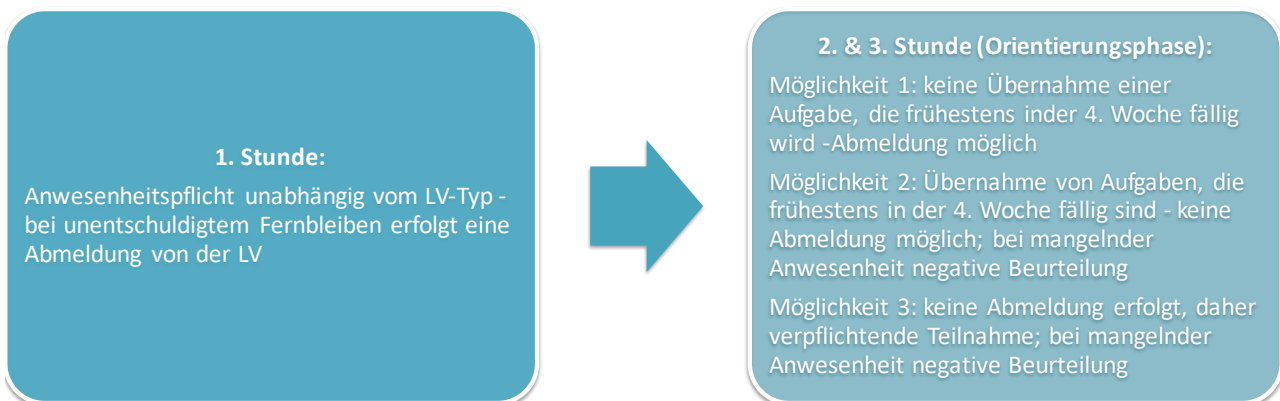 1. Stunde:
Anwesenheitspflicht unabhängig vom LV-Typ -
bei unentschuldigtem Fernbleiben erfolgt eine
Abmeldung von der LV
2. & 3. Stunde (Orientierungsphase):
Möglichkeit 1: keine Übernahme einer
Aufgabe, die frühestens inder 4. Woche fällig
wird -Abmeldung möglich
Möglichkeit 2: Übernahme von Aufgaben, die
frühestens in der 4. Woche fällig sind - keine
Abmeldung möglich; bei mangelnder
Anwesenheit negative Beurteilung
Möglichkeit 3: keine Abmeldung erfolgt, daher
verpflichtende Teilnahme; bei mangelnder
Anwesenheit negative Beurteilung